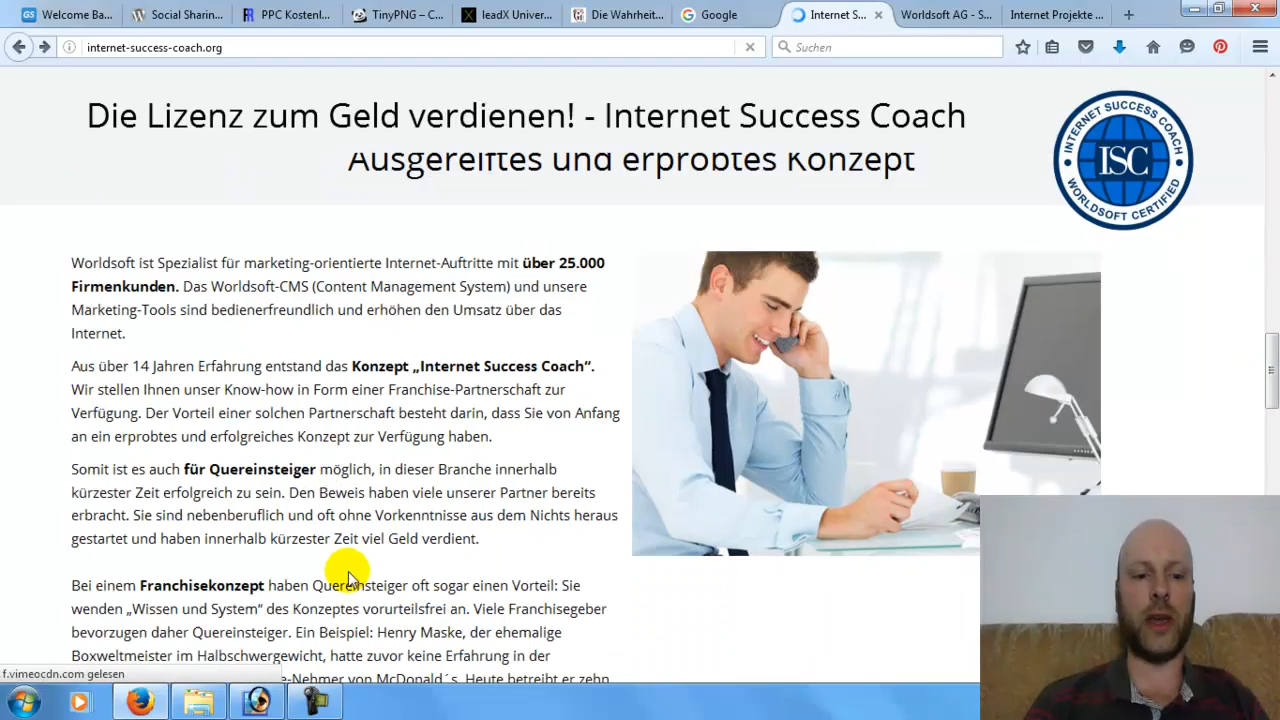 Welcome Ba...
Social Sharin...
PPC Kostenl...
TinyPNG – C...
leadX Univer...
Die Wahrheit...
Google
Internet S...
Worldsoft AG - S...
Internet Projekte ...
internet-success-coach.org
Suchen
Die Lizenz zum Geld verdienen! - Internet Success Coach
Ausgereiftes und erprobtes Konzept
INTERNET SUCCESS COACH
ISC
WORLDSOFT CERTIFIED
Worldsoft ist Spezialist für marketing-orientierte Internet-Auftritte mit über 25.000
Firmenkunden. Das Worldsoft-CMS (Content Management System) und unsere
Marketing-Tools sind bedienerfreundlich und erhöhen den Umsatz über das
Internet.
Aus über 14 Jahren Erfahrung entstand das Konzept „Internet Success Coach“.
Wir stellen Ihnen unser Know-how in Form einer Franchise-Partnerschaft zur
Verfügung. Der Vorteil einer solchen Partnerschaft besteht darin, dass Sie von Anfang
an ein erprobtes und erfolgreiches Konzept zur Verfügung haben.
Somit ist es auch für Quereinsteiger möglich, in dieser Branche innerhalb
kürzester Zeit erfolgreich zu sein. Den Beweis haben viele unserer Partner bereits
erbracht. Sie sind nebenberuflich und oft ohne Vorkenntnisse aus dem Nichts heraus
gestartet und haben innerhalb kürzester Zeit viel Geld verdient.
Bei einem Franchisekonzept haben Quereinsteiger oft sogar einen Vorteil: Sie
wenden „Wissen und System“ des Konzeptes vorurteilsfrei an. Viele Franchisegeber
bevorzugen daher Quereinsteiger. Ein Beispiel: Henry Maske, der ehemalige
Boxweltmeister im Halbschwergewicht, hatte zuvor keine Erfahrung in der
-Nehmer von McDonald´s. Heute betreibt er zehn
f.vimeocdn.com gelesen